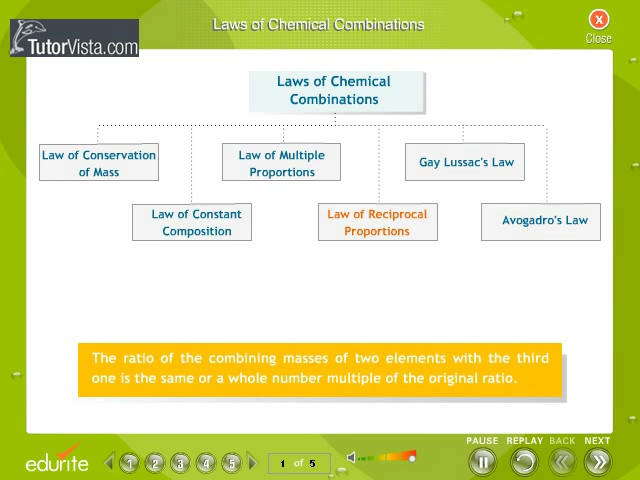 Laws of Chemical Combinations
Close
TutorVista.com
Laws of Chemical
Combinations
Law of Conservation
of Mass
Law of Multiple
Proportions
Gay Lussac's Law
Law of Constant
Composition
Law of Reciprocal
Proportions
Avogadro's Law
The ratio of the combining masses of two elements with the third
one is the same or a whole number multiple of the original ratio.
PAUSE REPLAY BACK NEXT
edurite 1 2 3 4 5 1 of 5